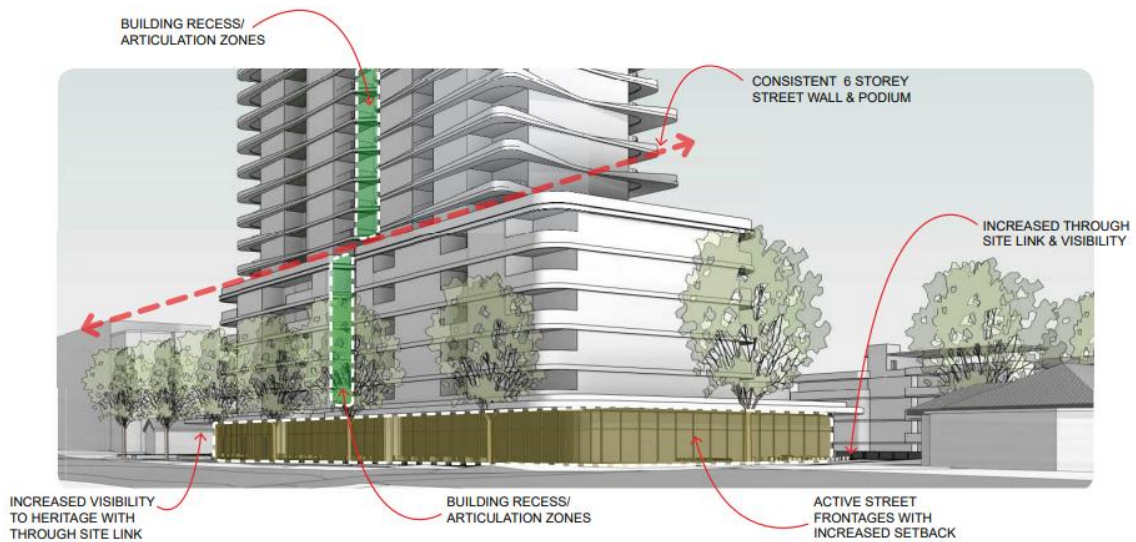 BUILDING RECESS/
ARTICULATION ZONES
CONSISTENT 6 STOREY
STREET WALL & PODIUM
INCREASED THROUGH
SITE LINK & VISIBILITY
INCREASED VISIBILITY
TO HERITAGE WITH
THROUGH SITE LINK
BUILDING RECESS/
ARTICULATION ZONES
ACTIVE STREET
FRONTAGES WITH
INCREASED SETBACK